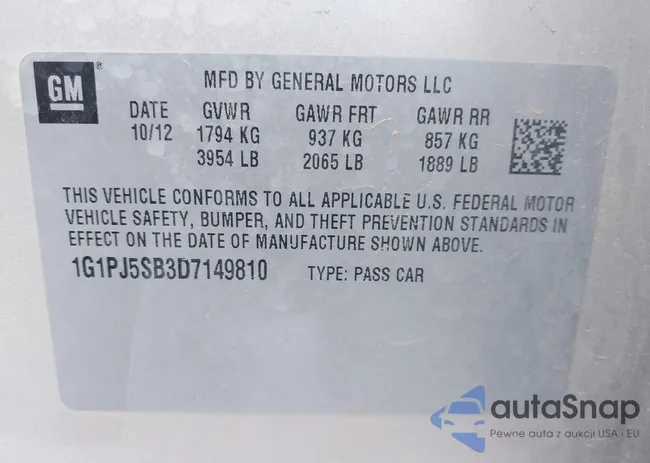 GM ®
MFD BY GENERAL MOTORS LLC
DATE GVWR GAWR FRT GAWR RR
10/12 1794 KG 937 KG 857 KG
3954 LB 2065 LB 1889 LB
THIS VEHICLE CONFORMS TO ALL APPLICABLE U.S. FEDERAL MOTOR
VEHICLE SAFETY, BUMPER, AND THEFT PREVENTION STANDARDS IN
EFFECT ON THE DATE OF MANUFACTURE SHOWN ABOVE.
1G1PJ5SB3D7149810 TYPE: PASS CAR
autaSnap
Pewne auta z aukcji USA i EU